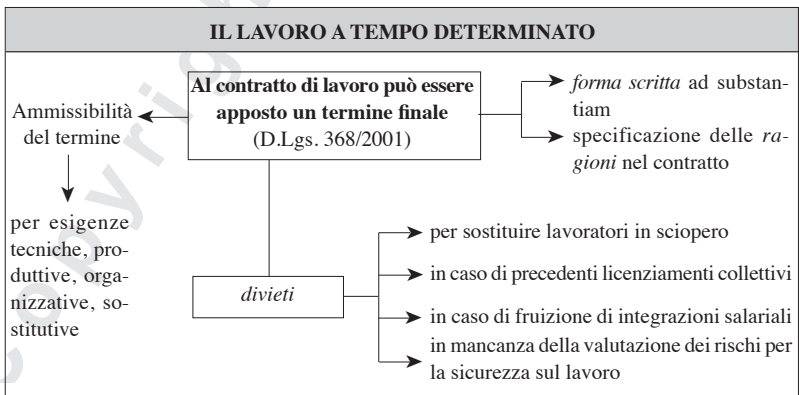 IL LAVORO A TEMPO DETERMINATO
Al contratto di lavoro può essere
apposto un termine finale
(D.Lgs. 368/2001)
Ammissibilità
del termine
per esigenze
tecniche, pro-
duttive, orga-
nizzative, so-
stitutive
forma scritta ad substan-
tiam
specificazione delle ra-
gioni nel contratto
divieti
per sostituire lavoratori in sciopero
in caso di precedenti licenziamenti collettivi
in caso di fruizione di integrazioni salariali
in mancanza della valutazione dei rischi per
la sicurezza sul lavoro
copyrigh